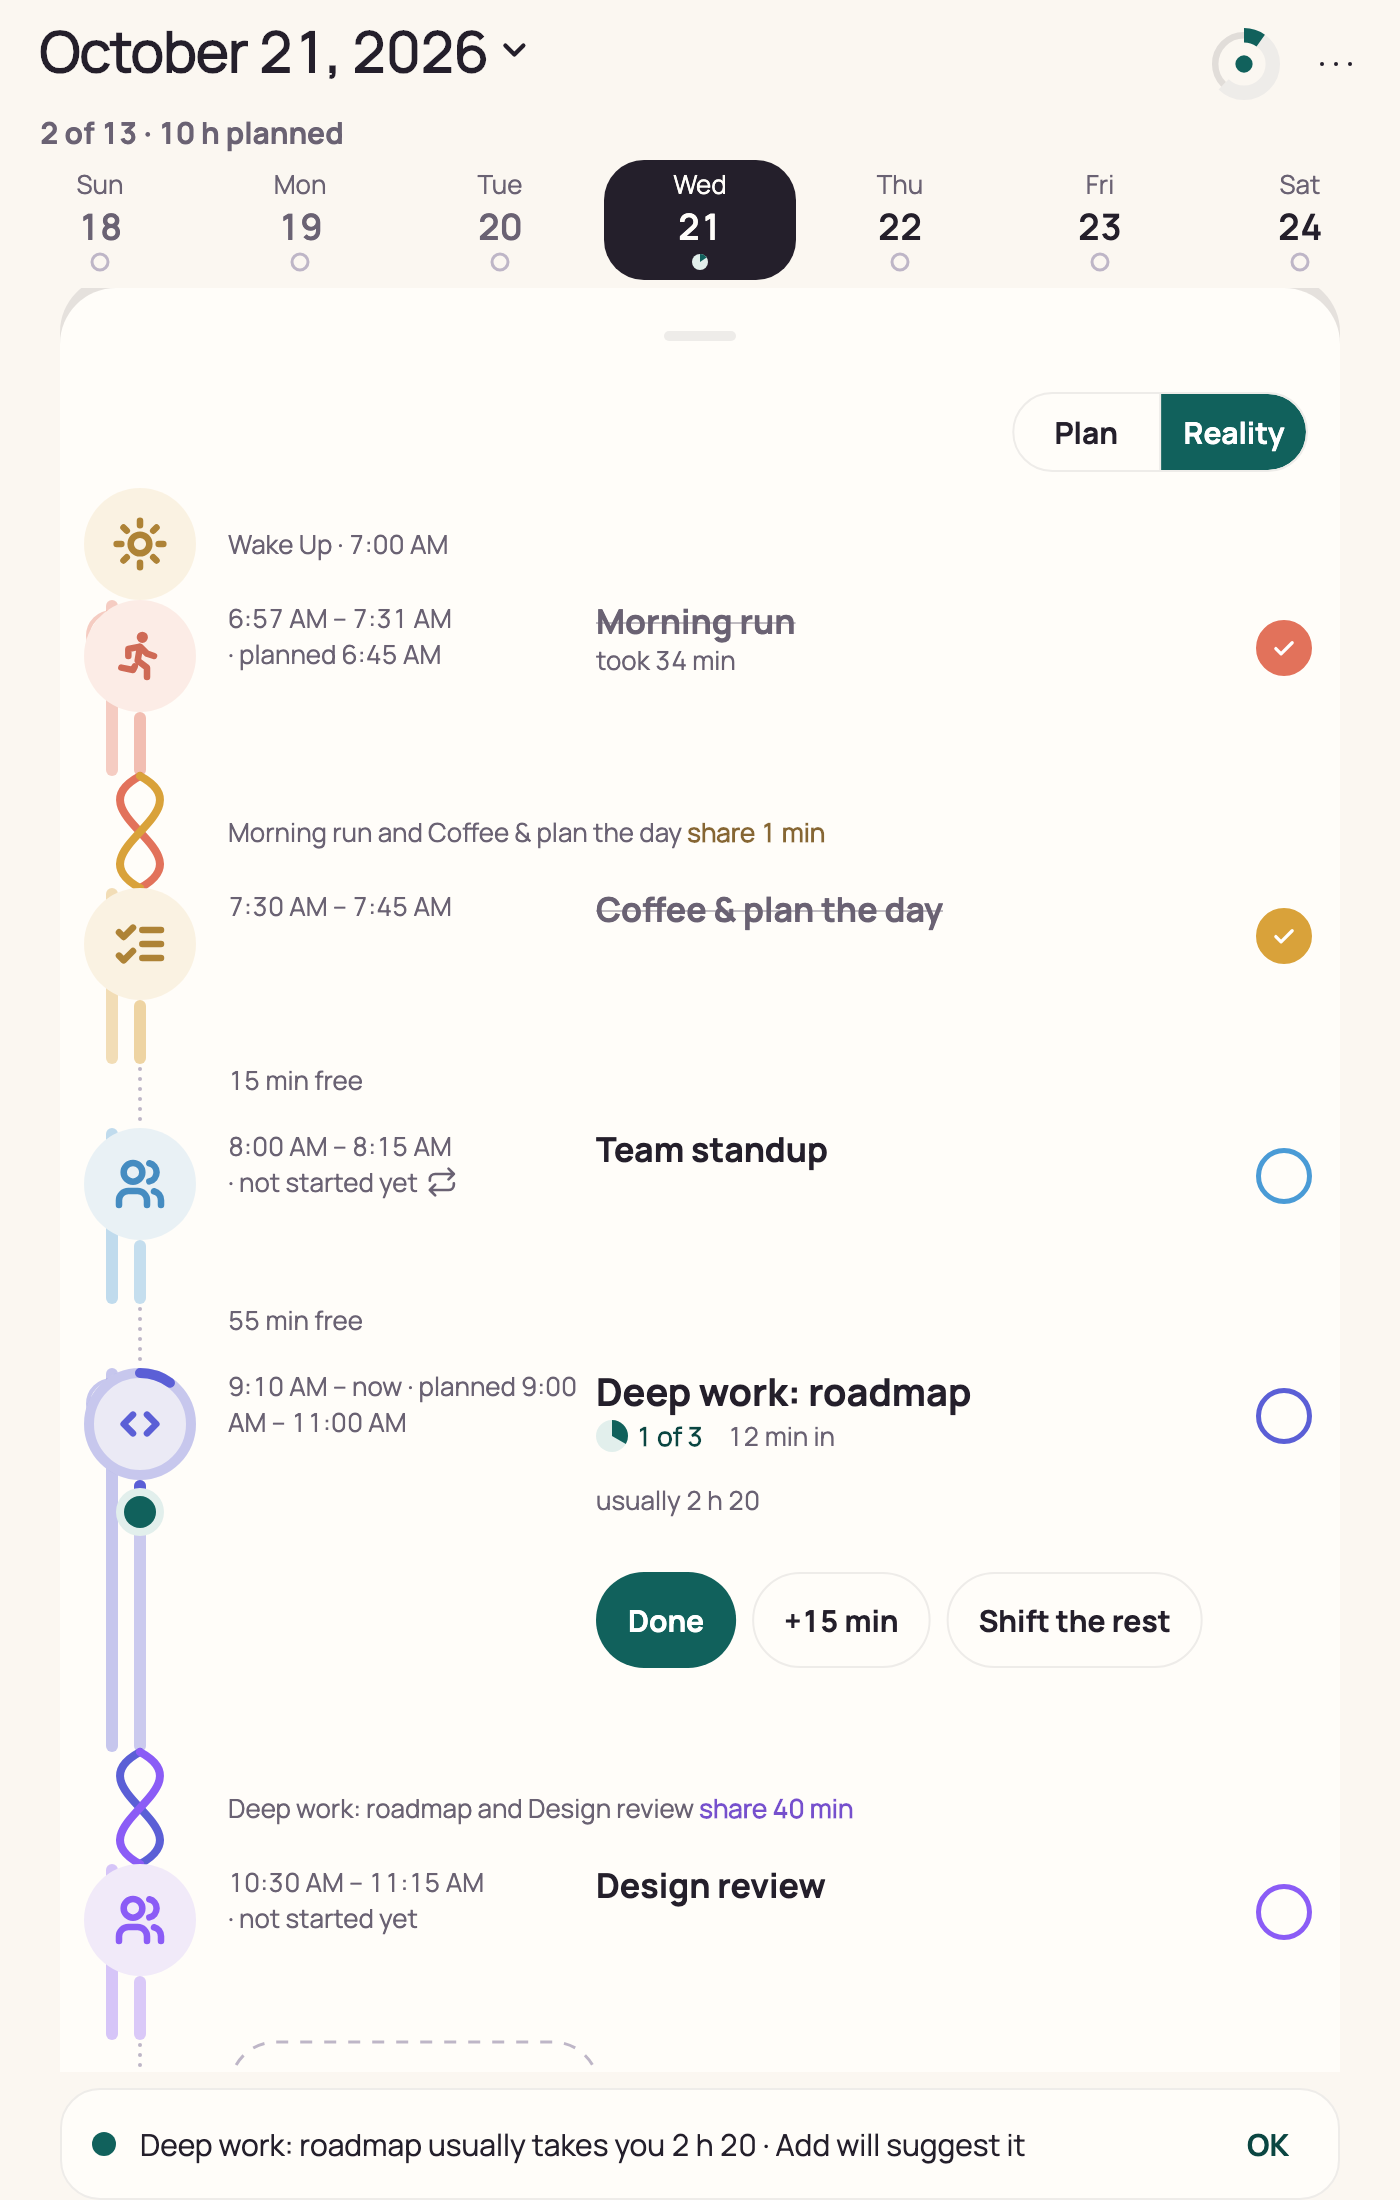 October 21, 2026
...
2 of 13 · 10 h planned
Sun Mon Tue Wed Thu Fri Sat
18 19 20 21 22 23 24
Plan Reality
Wake Up · 7:00 AM
6:57 AM – 7:31 AM Morning run
· planned 6:45 AM took 34 min
Morning run and Coffee & plan the day share 1 min
7:30 AM – 7:45 AM Coffee & plan the day
15 min free
8:00 AM – 8:15 AM Team standup
· not started yet
55 min free
9:10 AM – now · planned 9:00 Deep work: roadmap
AM – 11:00 AM 1 of 3 12 min in
usually 2 h 20
Done +15 min Shift the rest
Deep work: roadmap and Design review share 40 min
10:30 AM – 11:15 AM Design review
· not started yet
Deep work: roadmap usually takes you 2 h 20 · Add will suggest it OK